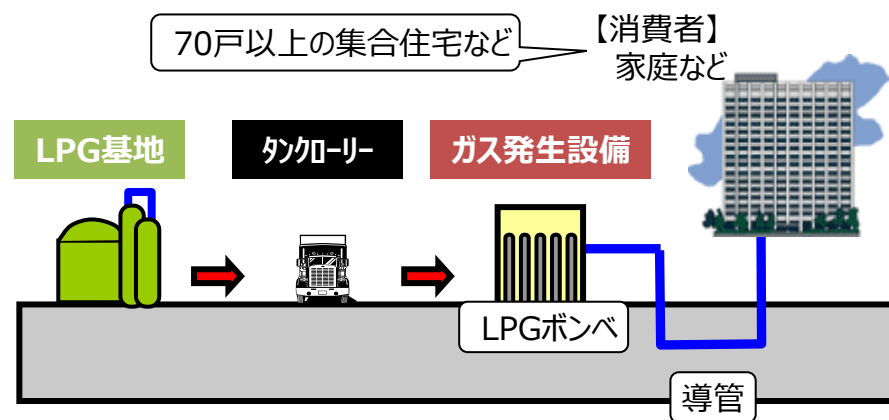 70戸以上の集合住宅など
【消費者】
家庭など
LPG基地
タンクローリー
ガス発生設備
LPGボンベ
導管